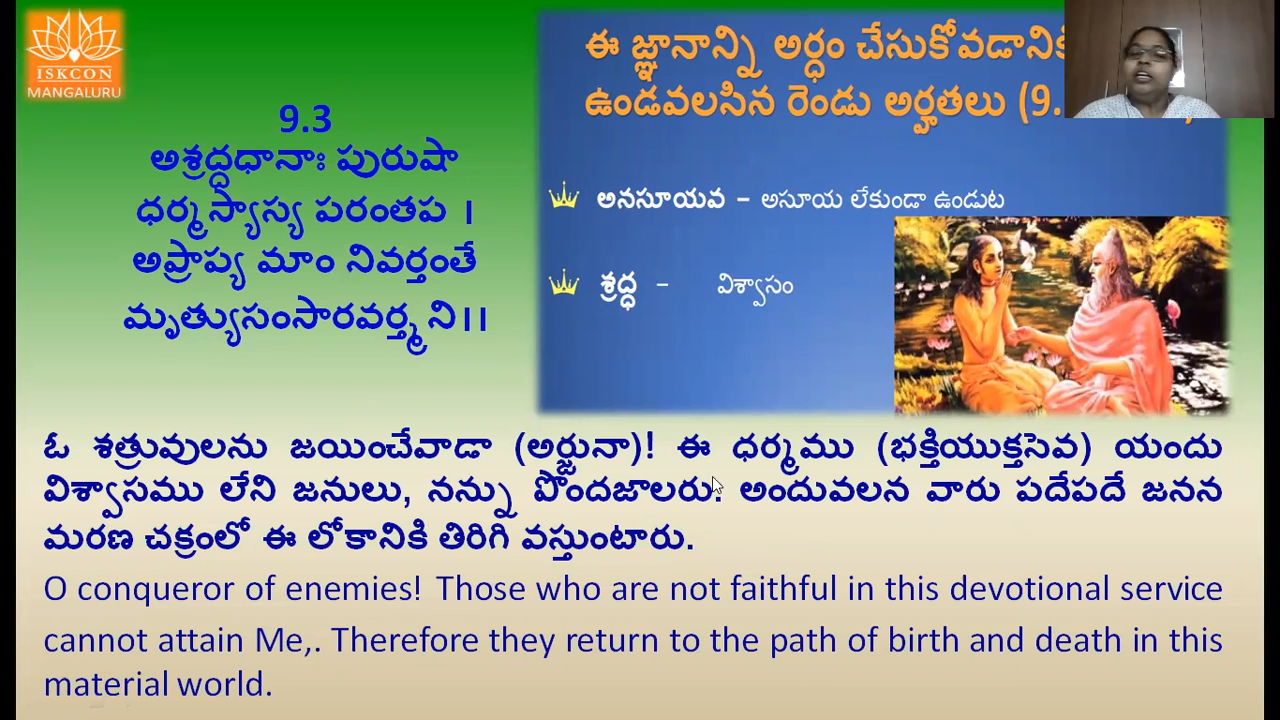 ISKCON
MANGALURU
9.3
అశ్రద్దధానాః పురుషా
ధర్మస్యాస్య పరంతప ।
అప్రాప్య మాం నివర్తంతే
మృత్యుసంసారవర్త్మని।।
ఈ జ్ఞానాన్ని అర్ధం చేసుకోవడానికి
ఉండవలసిన రెండు అర్హతలు (9.
అనసూయవ – అసూయ లేకుండా ఉండుట
శ్రద్ధ – విశ్వాసం
ఓ శత్రువులను జయించేవాడా (అర్జునా)! ఈ ధర్మము (భక్తియుక్తసెవ) యందు
విశ్వాసము లేని జనులు, నన్ను పొందజాలరు. అందువలన వారు పదేపదే జనన
మరణ చక్రంలో ఈ లోకానికి తిరిగి వస్తుంటారు.
O conqueror of enemies! Those who are not faithful in this devotional service
cannot attain Me,. Therefore they return to the path of birth and death in this
material world.